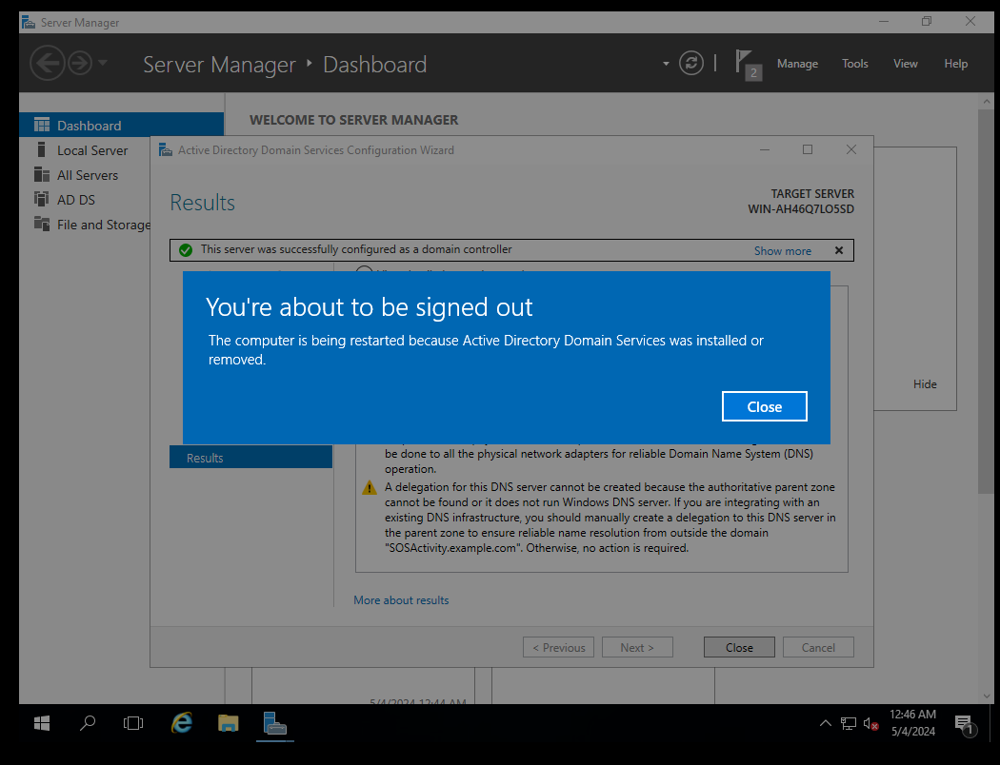 Server Manager
Server Manager ‣ Dashboard
2
Manage
Tools
View
Help
Dashboard
Local Server
All Servers
AD DS
File and Storage
WELCOME TO SERVER MANAGER
Active Directory Domain Services Configuration Wizard
Results
TARGET SERVER
WIN-AH46Q7LO5SD
This server was successfully configured as a domain controller
Show more
You're about to be signed out
The computer is being restarted because Active Directory Domain Services was installed or
removed.
Close
Hide
Results
be done to all the physical network adapters for reliable Domain Name System (DNS)
operation.
A delegation for this DNS server cannot be created because the authoritative parent zone
cannot be found or it does not run Windows DNS server. If you are integrating with an
existing DNS infrastructure, you should manually create a delegation to this DNS server in
the parent zone to ensure reliable name resolution from outside the domain
"SOSActivity.example.com". Otherwise, no action is required.
More about results
< Previous
Next >
Close
Cancel
5/4/2024 12:44 AM
12:46 AM
5/4/2024
1